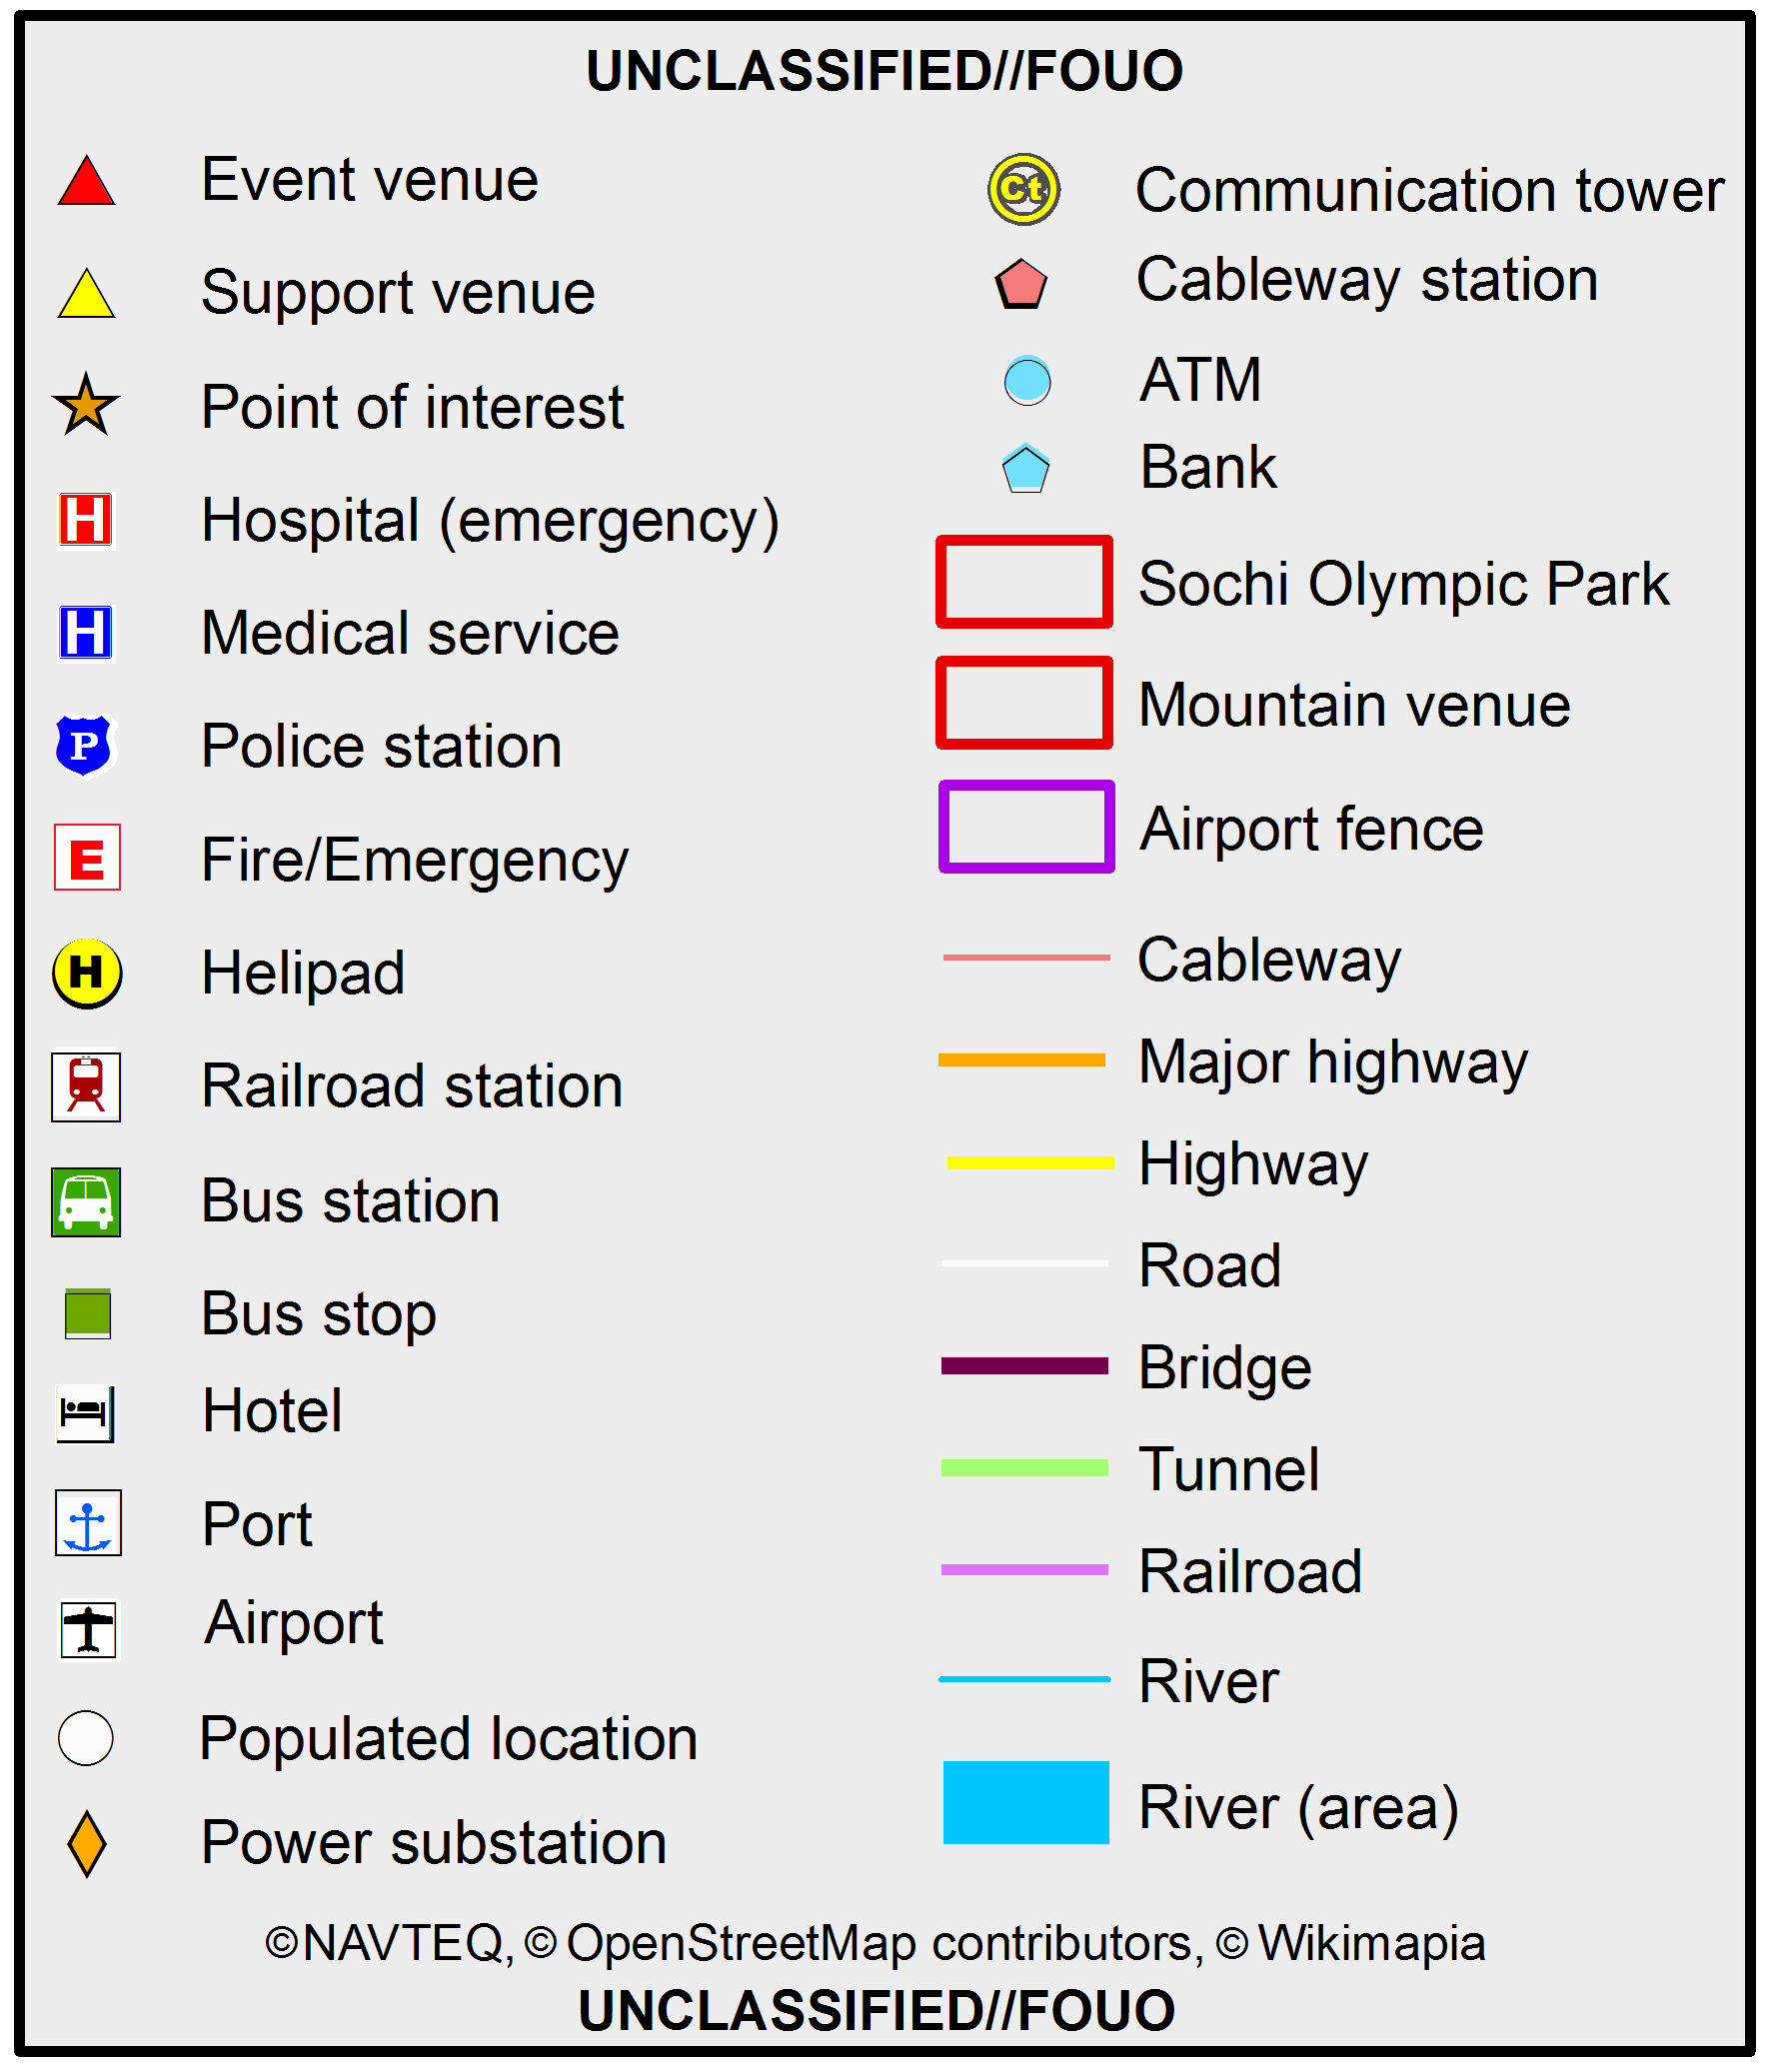 UNCLASSIFIED//FOUO
Event venue
Support venue
Point of interest
H Hospital (emergency)
H Medical service
P Police station
E Fire/Emergency
H Helipad
Railroad station
Bus station
Bus stop
Hotel
Port
Airport
Populated location
Power substation
Ct Communication tower
Cableway station
ATM
Bank
Sochi Olympic Park
Mountain venue
Airport fence
Cableway
Major highway
Highway
Road
Bridge
Tunnel
Railroad
River
River (area)
©NAVTEQ, © OpenStreetMap contributors, © Wikimapia
UNCLASSIFIED//FOUO